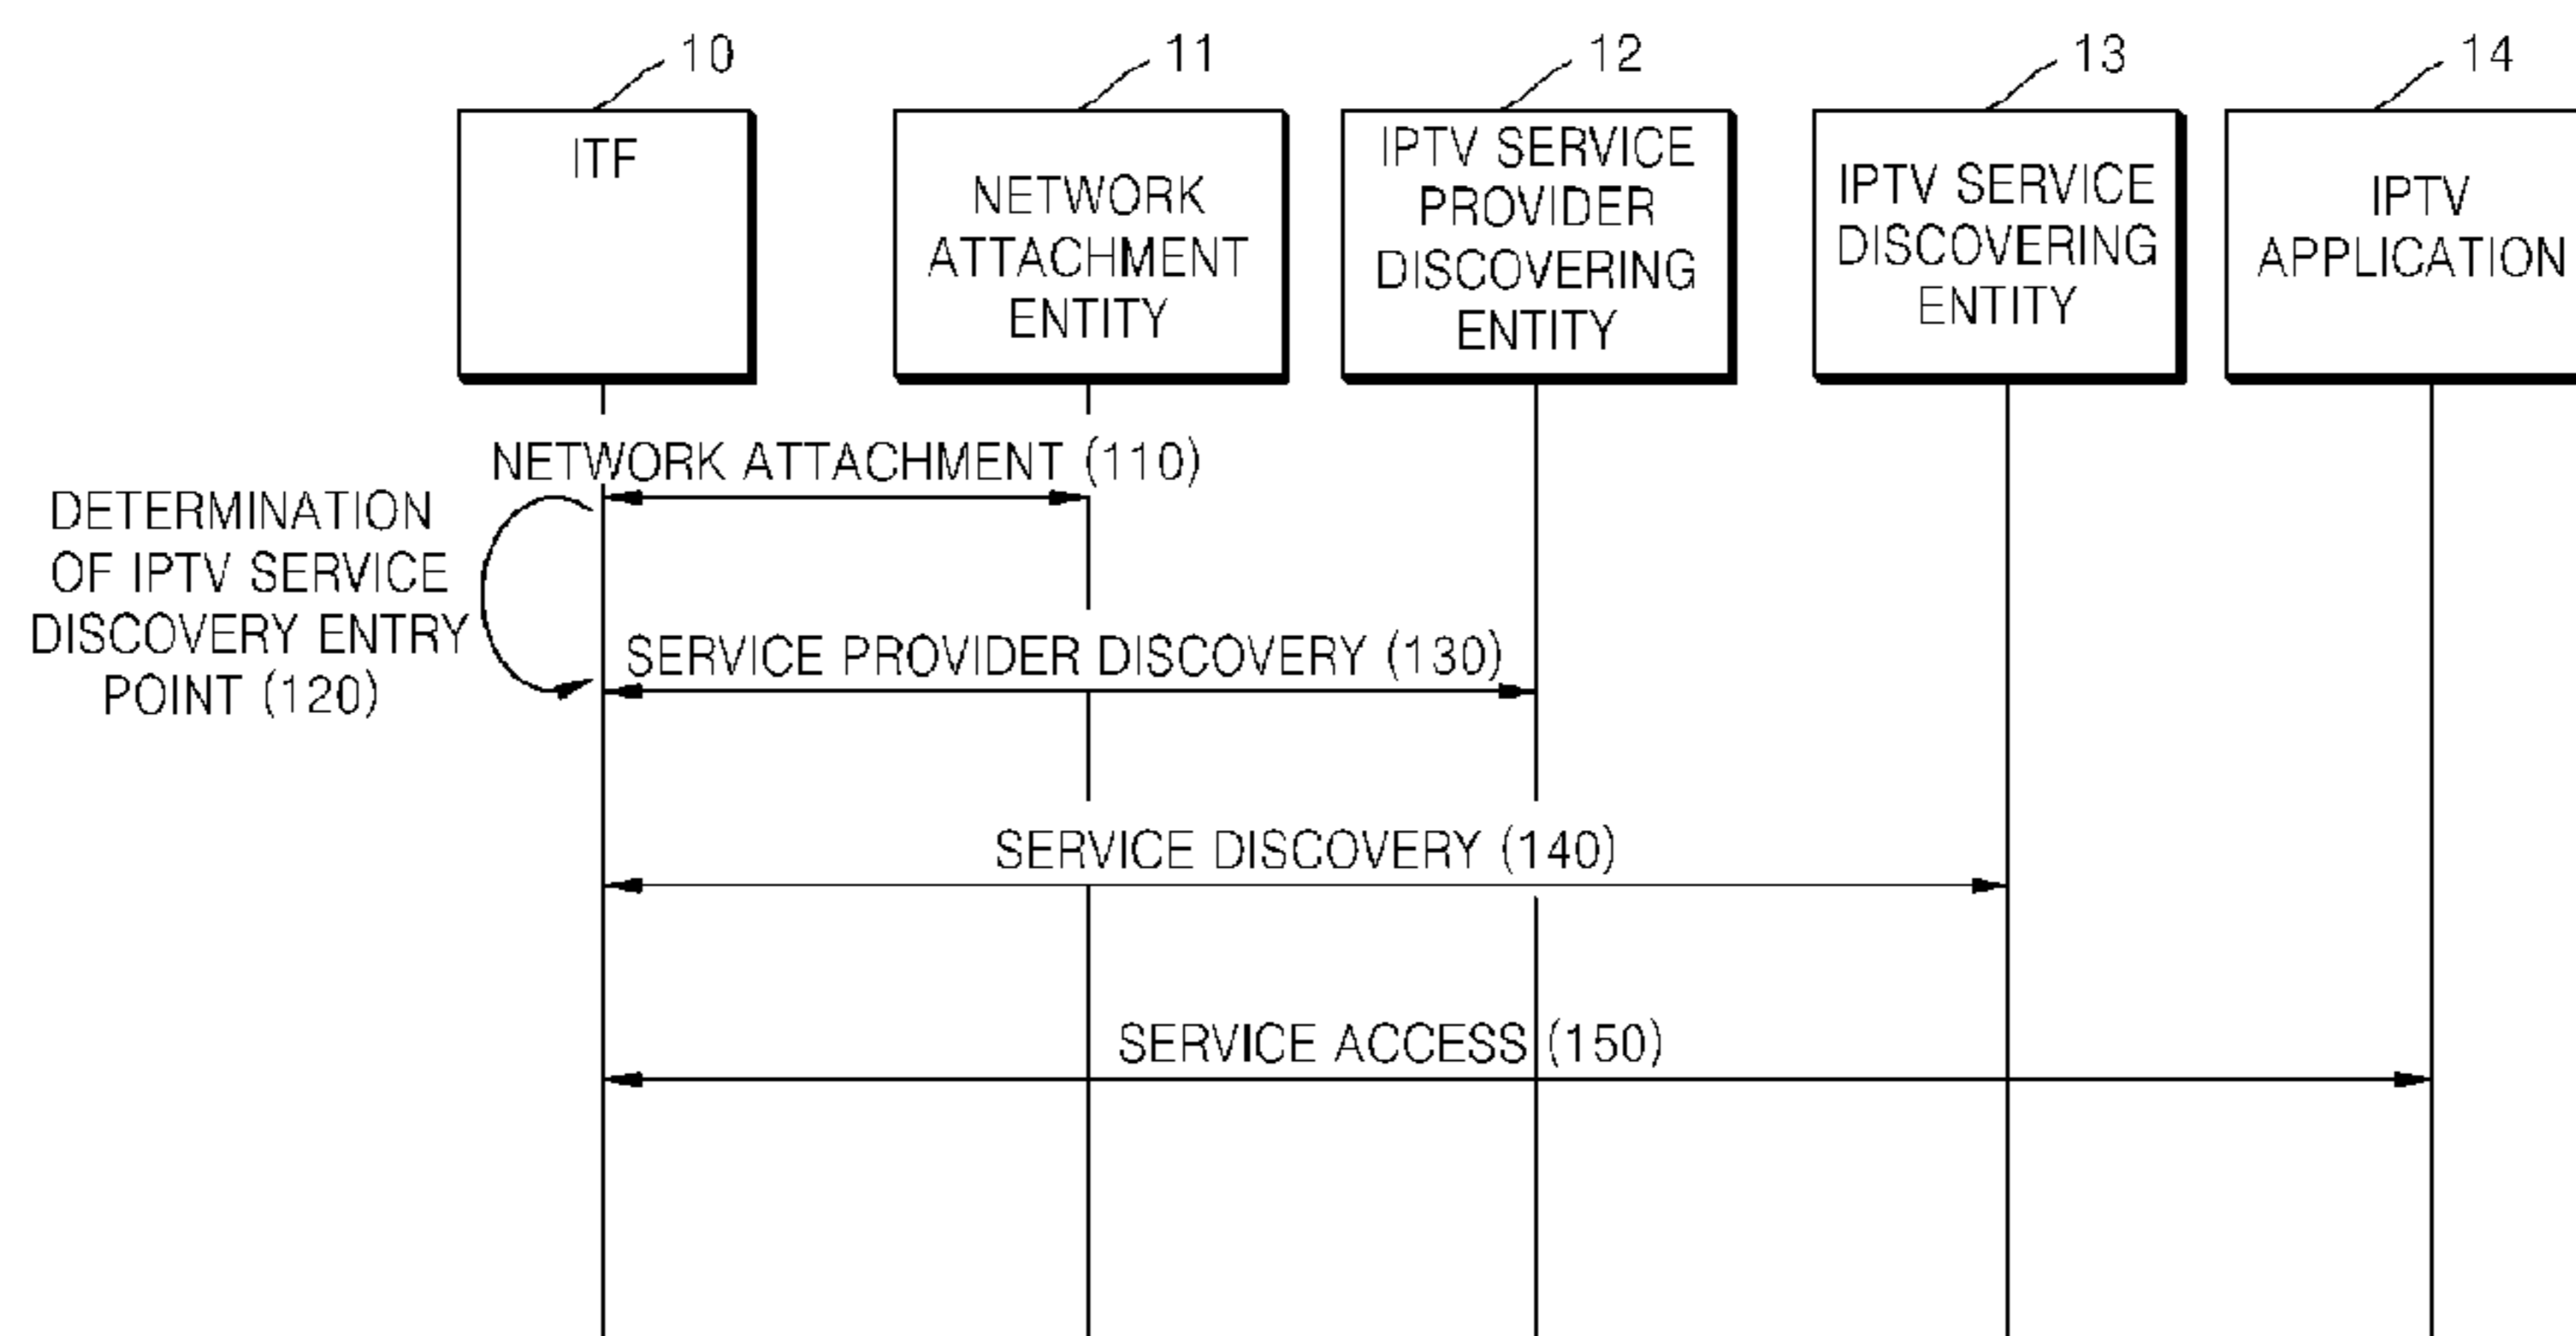 10
11
12
13
14
ITF
NETWORK
ATTACHMENT
ENTITY
IPTV SERVICE
PROVIDER
DISCOVERING
ENTITY
IPTV SERVICE
DISCOVERING
ENTITY
IPTV
APPLICATION
NETWORK ATTACHMENT (110)
DETERMINATION
OF IPTV SERVICE
DISCOVERY ENTRY
POINT (120)
SERVICE PROVIDER DISCOVERY (130)
SERVICE DISCOVERY (140)
SERVICE ACCESS (150)